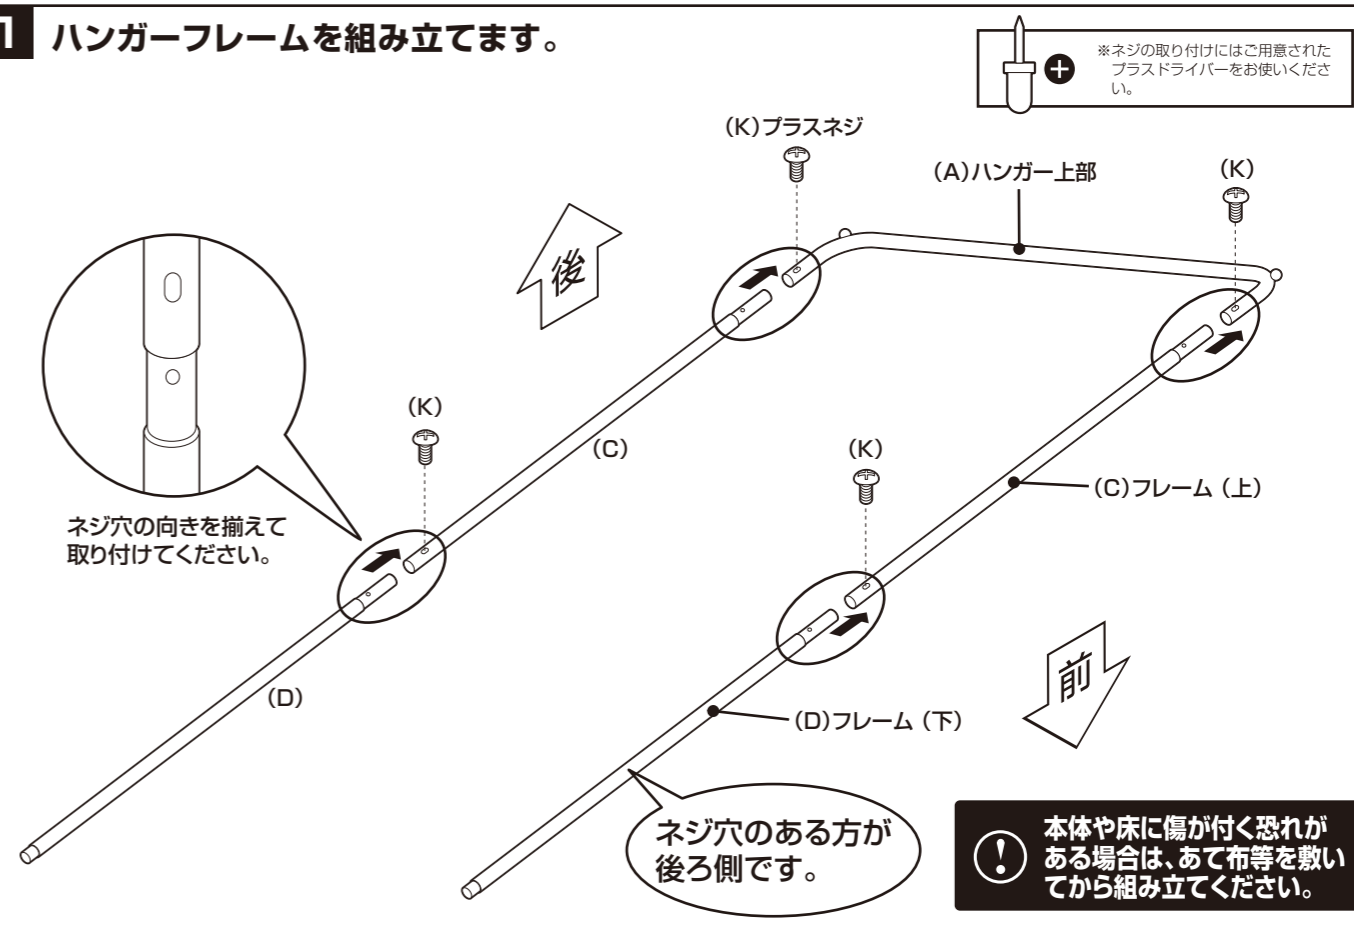 1 ハンガーフレームを組み立てます。
※ネジの取り付けにはご用意された
プラスドライバーをお使いくださ
い。
(K)プラスネジ
(A)ハンガー上部
(K)
後
(K)
(C)
(K)
(C)フレーム（上）
ネジ穴の向きを揃えて
取り付けてください。
(D)
(D)フレーム（下）
前
ネジ穴のある方が
後ろ側です。
本体や床に傷が付く恐れが
ある場合は、あて布等を敷い
てから組み立てください。